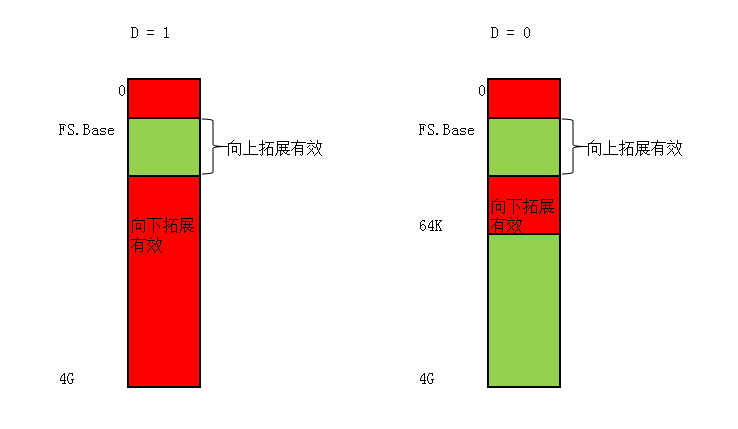 D = 1
D = 0
0
0
FS.Base
FS.Base
向上拓展有效
向上拓展有效
向下拓展
有效
向下拓展
有效
64K
4G
4G